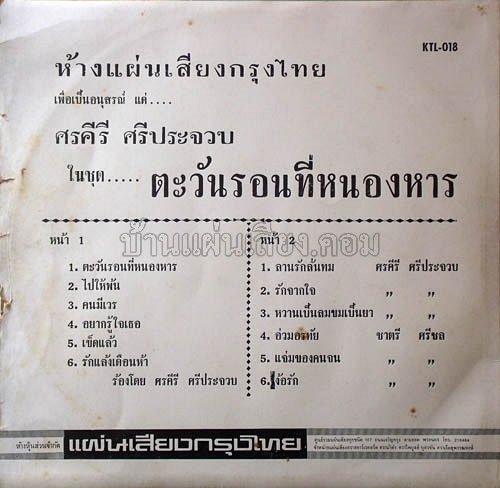 KTL-018
ห้างแผ่นเสียงกรุงไทย
เพื่อเป็นอนุสรณ์ แด่ ....
ศรคีรี ศรีประจวบ
ในชุด ..... ตะวันรอนที่หนองหาร
บ้านแผ่นเสียง.คอม
หน้า 1
1. ตะวันรอนที่หนองหาร
2. ไปให้พ้น
3. คนมีเวร
4. อยากรู้ใจเธอ
5. เข็ดแล้ว
6. รักแล้งเดือนห้า
ร้องโดย ศรคีรี ศรีประจวบ
หน้า 2
1. ลานรักลั่นทม ศรคีรี ศรีประจวบ
2. รักจากใจ ,, ,,
3. หวานเป็นลมขมเป็นยา ,, ,,
4. อ่วมอรทัย ชาตรี ศรีชล
5. แจ๋มของคนจน ,, ,,
6. ง้อรัก ,, ,,
ห้างหุ้นส่วนจำกัด แผ่นเสียงกรุงไทย